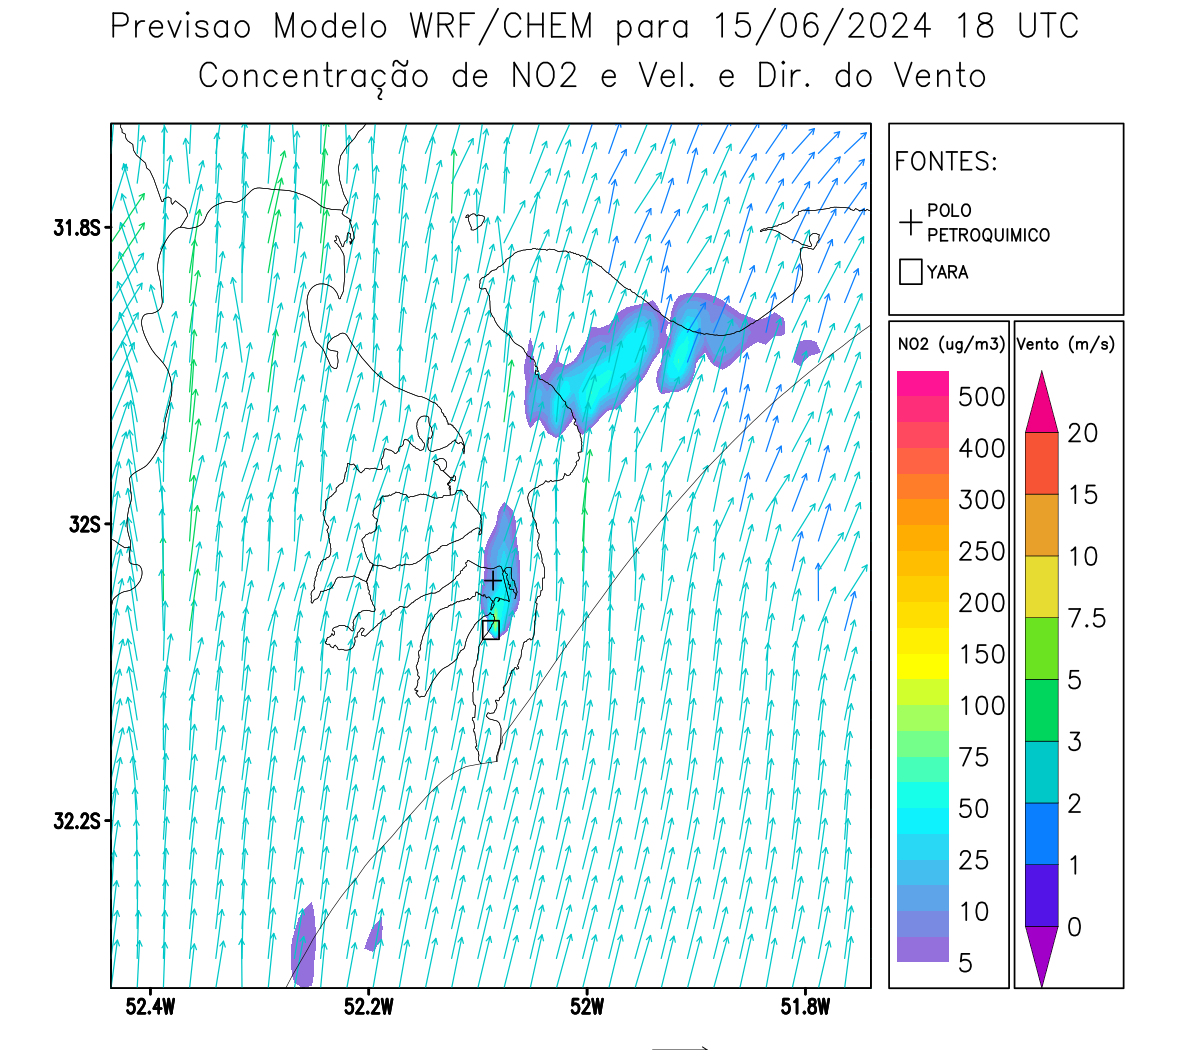 Previsao Modelo WRF/CHEM para 15/06/2024 18 UTC
Concentração de NO2 e Vel. e Dir. do Vento
FONTES:
POLO
PETROQUIMICO
YARA
NO2 (ug/m3)
500
400
300
250
200
150
100
75
50
25
10
5
Vento (m/s)
20
15
10
7.5
5
3
2
1
0
31.8S
32S
32.2S
52.4W
52.2W
52W
51.8W